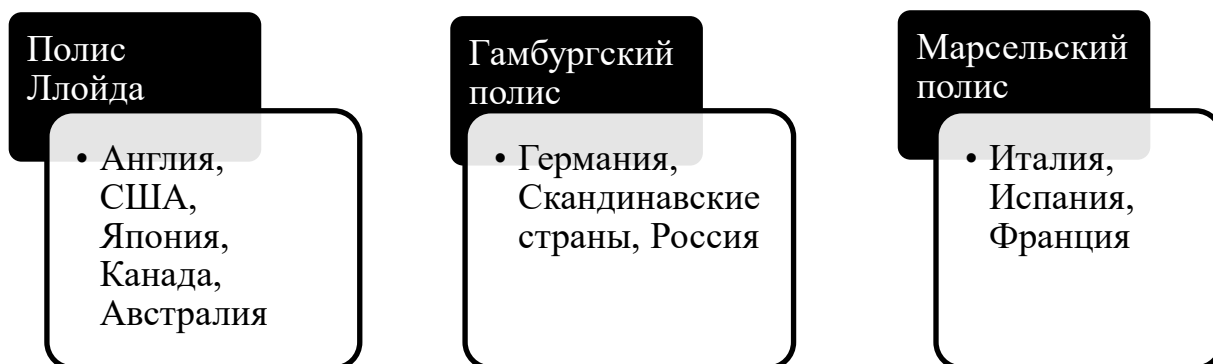 Полис
Ллойда
• Англия,
США,
Япония,
Канада,
Австралия
Гамбургский
полис
• Германия,
Скандинавские
страны, Россия
Марсельский
полис
• Италия,
Испания,
Франция